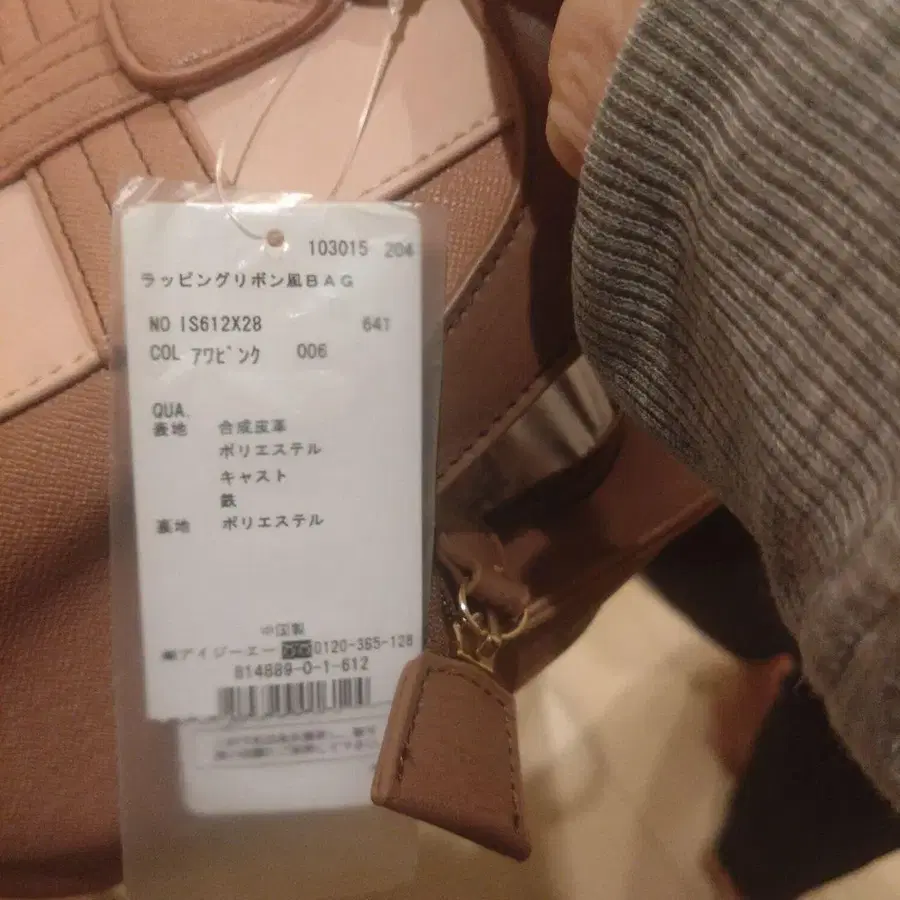 103015 204
ラッピングリボン風BAG
NO IS612X28 641
COL アワピンク 006
QUA.
表地 合成皮革
ポリエステル
キャスト
鉄
裏地 ポリエステル
中国製
㈱アイジーエー 0120-365-128
814889-0-1-612